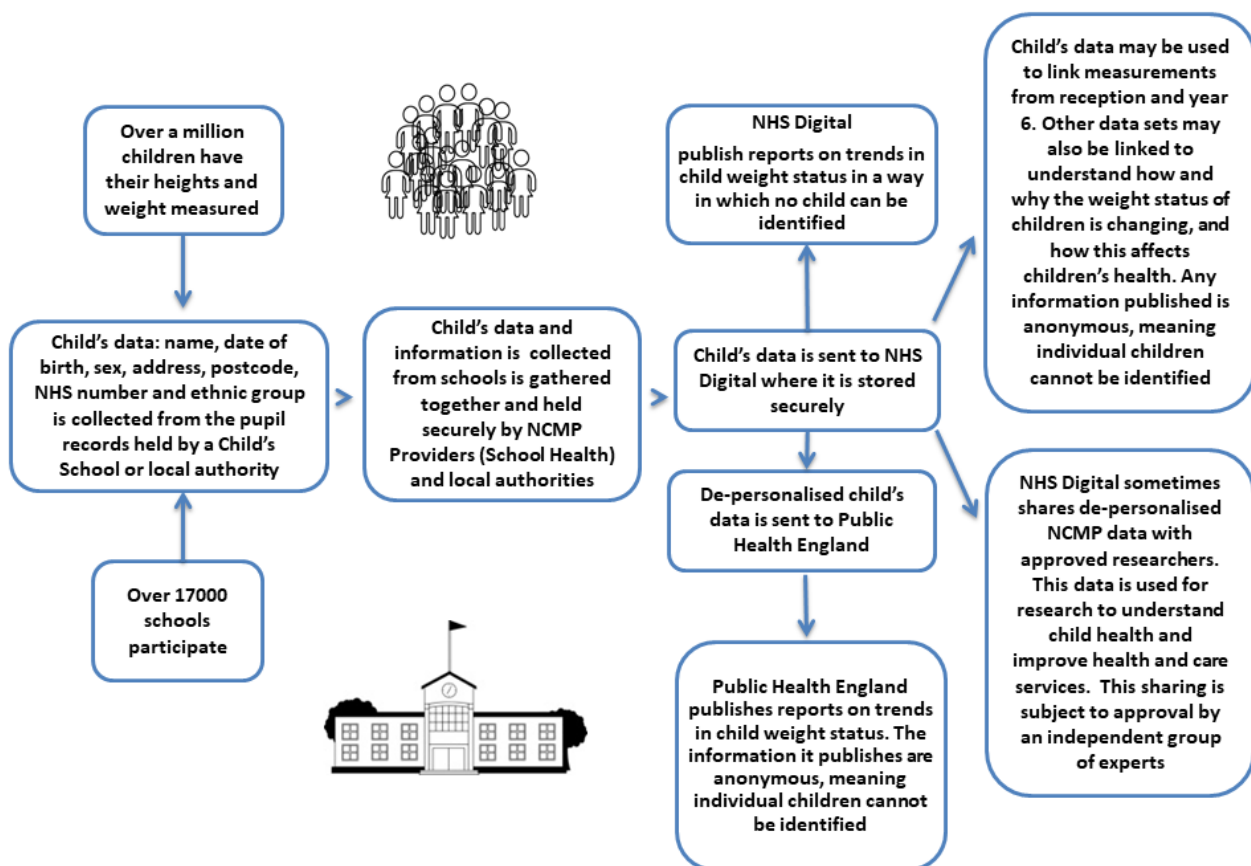 Over a million
children have
their heights and
weight measured
Child's data: name, date of
birth, sex, address, postcode,
NHS number and ethnic group
is collected from the pupil
records held by a Child's
School or local authority
Over 17000
schools
participate
Child's data and
information is collected
from schools is gathered
together and held
securely by NCMP
Providers (School Health)
and local authorities
NHS Digital
publish reports on trends in
child weight status in a way
in which no child can be
identified
Child's data is sent to NHS
Digital where it is stored
securely
De-personalised child's
data is sent to Public
Health England
Public Health England
publishes reports on trends
in child weight status. The
information it publishes are
anonymous, meaning
individual children cannot
be identified
Child's data may be used
to link measurements
from reception and year
6. Other data sets may
also be linked to
understand how and
why the weight status of
children is changing, and
how this affects
children's health. Any
information published is
anonymous, meaning
individual children
cannot be identified
NHS Digital sometimes
shares de-personalised
NCMP data with
approved researchers.
This data is used for
research to understand
child health and
improve health and care
services. This sharing is
subject to approval by
an independent group
of experts